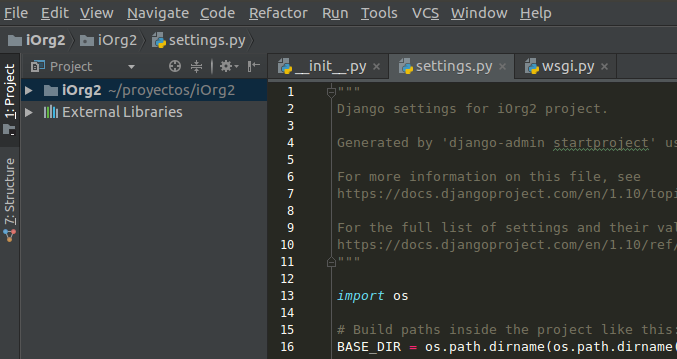 File Edit View Navigate Code Refactor Run Tools VCS Window Help
iOrg2 iOrg2 settings.py
1: Project
7: Structure
Project
iOrg2 ~/proyectos/iOrg2
External Libraries
__init__.py × settings.py × wsgi.py ×
1 """
2 Django settings for iOrg2 project.
3
4 Generated by 'django-admin startproject' us
5
6 For more information on this file, see
7 https://docs.djangoproject.com/en/1.10/topi
8
9 For the full list of settings and their val
10 https://docs.djangoproject.com/en/1.10/ref/
11 """
12
13 import os
14
15 # Build paths inside the project like this:
16 BASE_DIR = os.path.dirname(os.path.dirname(